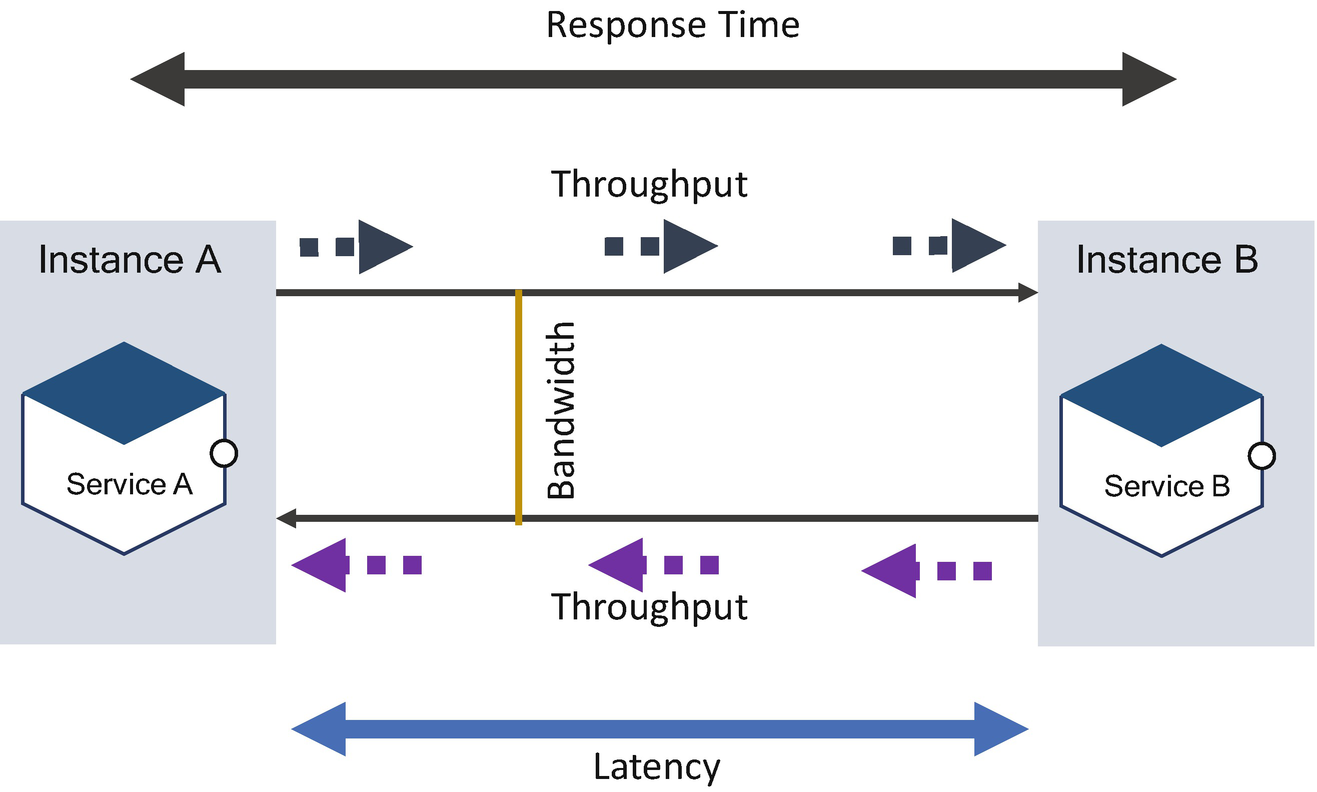 Response Time
Throughput
Instance A
Instance B
Bandwidth
Service A
Service B
Throughput
Latency